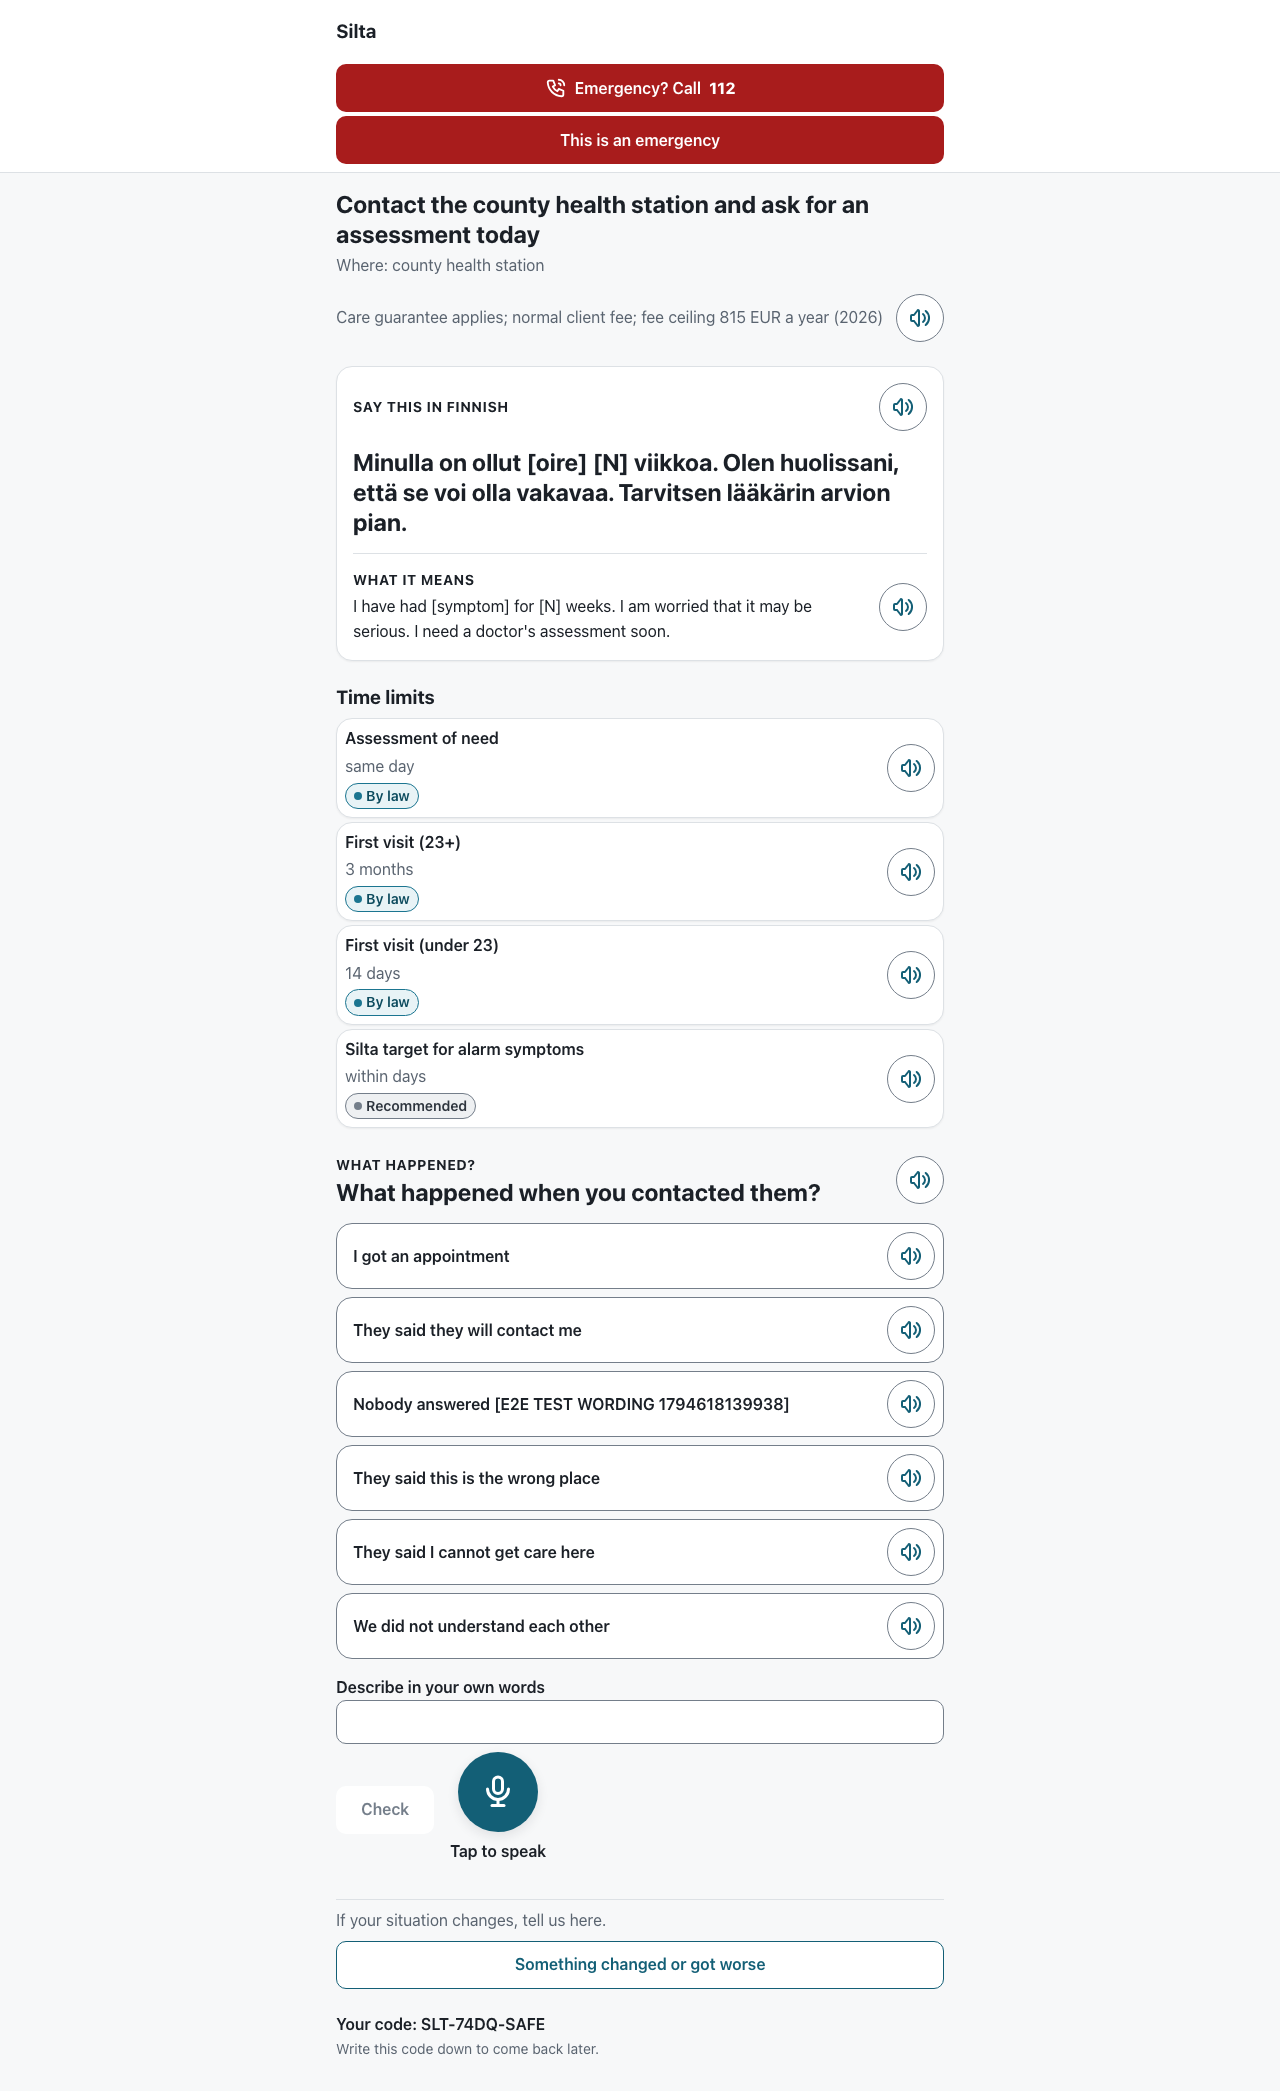 Silta
Emergency? Call 112
This is an emergency
Contact the county health station and ask for an
assessment today
Where: county health station
Care guarantee applies; normal client fee; fee ceiling 815 EUR a year (2026)
SAY THIS IN FINNISH
Minulla on ollut [oire] [N] viikkoa. Olen huolissani,
että se voi olla vakavaa. Tarvitsen lääkärin arvion
pian.
WHAT IT MEANS
I have had [symptom] for [N] weeks. I am worried that it may be
serious. I need a doctor's assessment soon.
Time limits
Assessment of need
same day
By law
First visit (23+)
3 months
By law
First visit (under 23)
14 days
By law
Silta target for alarm symptoms
within days
Recommended
WHAT HAPPENED?
What happened when you contacted them?
I got an appointment
They said they will contact me
Nobody answered [E2E TEST WORDING 1794618139938]
They said this is the wrong place
They said I cannot get care here
We did not understand each other
Describe in your own words
Check
Tap to speak
If your situation changes, tell us here.
Something changed or got worse
Your code: SLT-74DQ-SAFE
Write this code down to come back later.